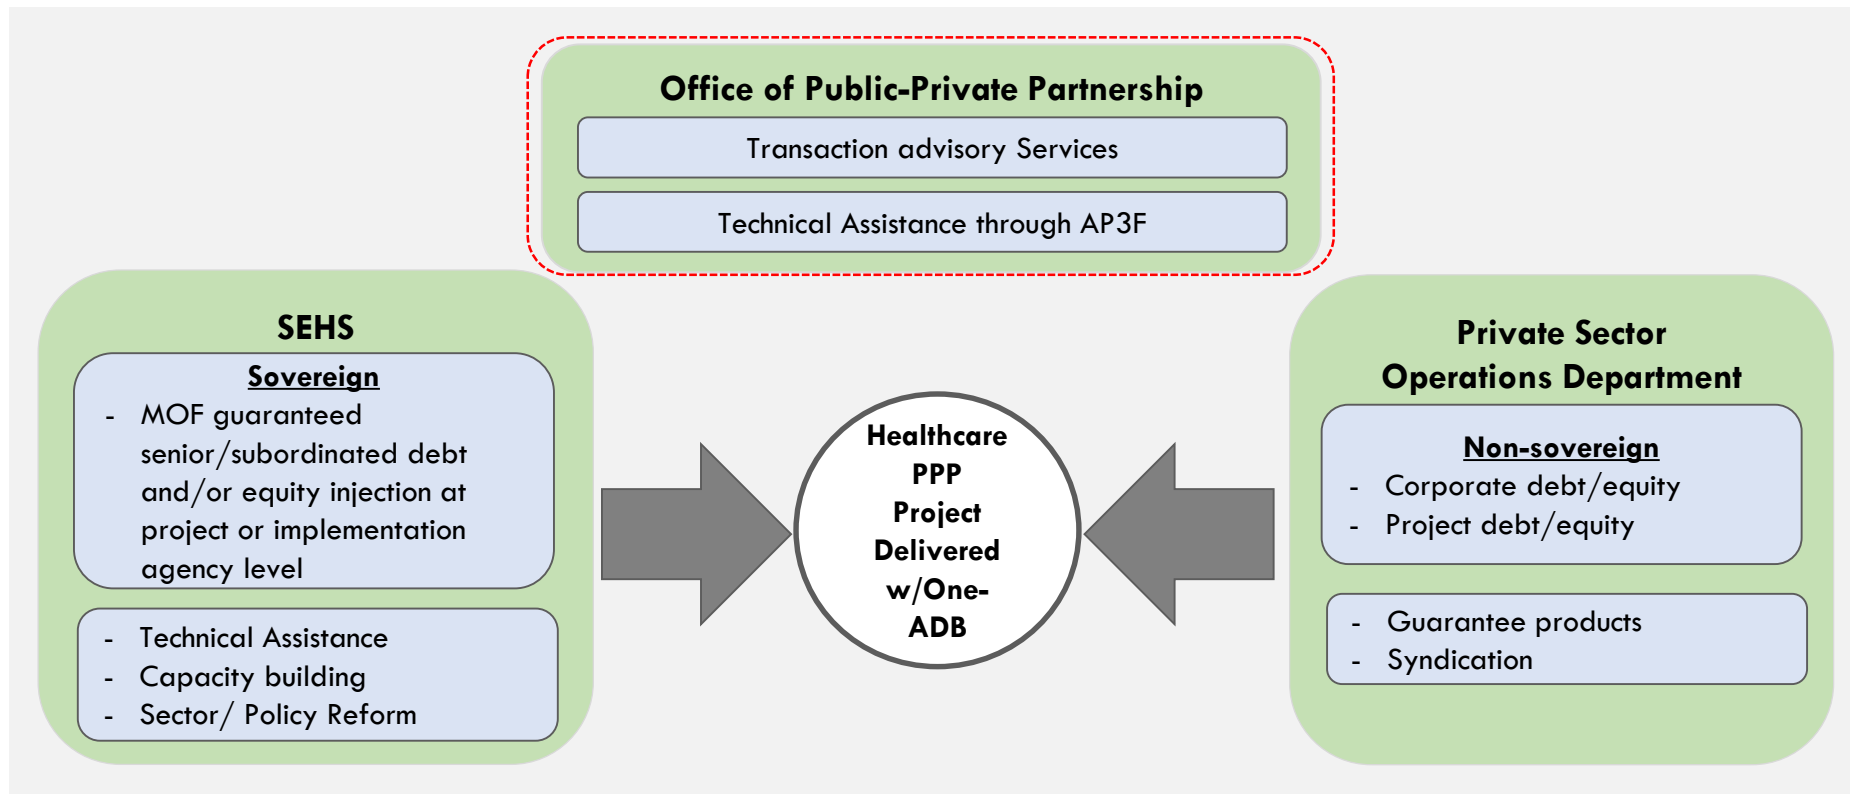 Office of Public-Private Partnership
Transaction advisory Services
Technical Assistance through AP3F
SEHS
Sovereign
- MOF guaranteed
senior/subordinated debt
and/or equity injection at
project or implementation
agency level
- Technical Assistance
- Capacity building
- Sector/ Policy Reform
Healthcare
PPP
Project
Delivered
w/One-
ADB
Private Sector
Operations Department
Non-sovereign
- Corporate debt/equity
- Project debt/equity
- Guarantee products
- Syndication